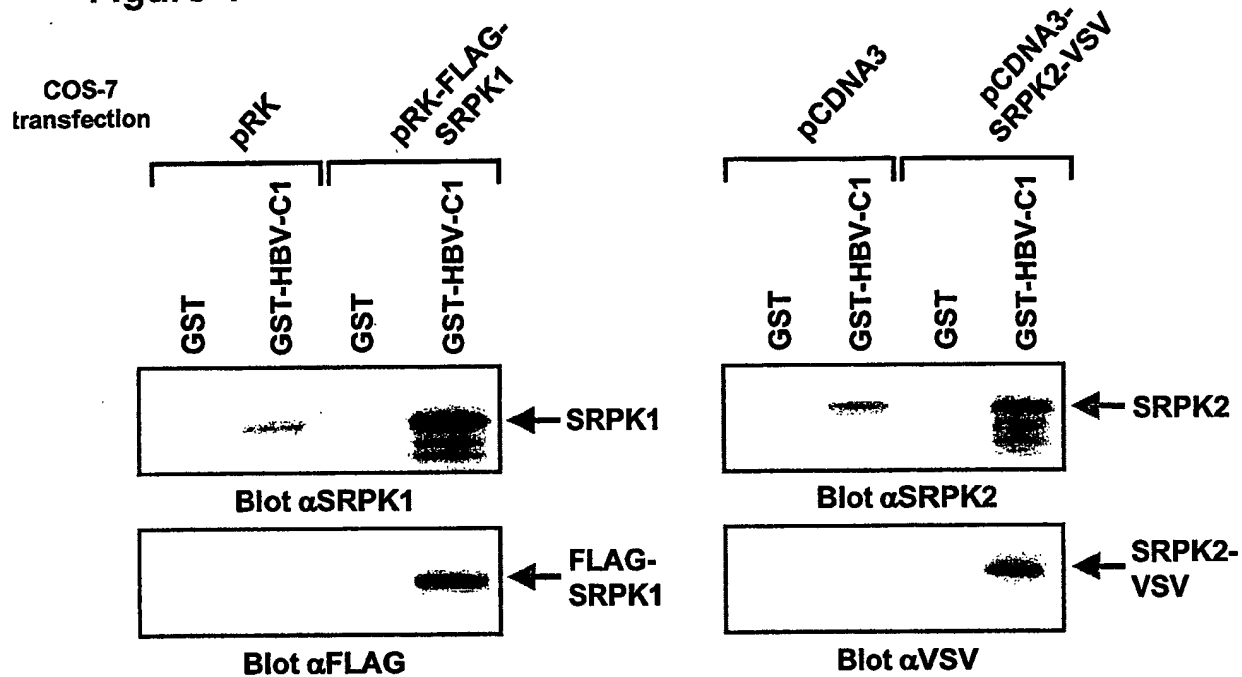 COS-7
transfection
pRK
pRK-FLAG-
SRPK1
pCDNA3
pCDNA3-
SRPK2-VSV
GST
GST-HBV-C1
GST
GST-HBV-C1
GST
GST-HBV-C1
GST
GST-HBV-C1
SRPK1
SRPK2
Blot αSRPK1
Blot αSRPK2
FLAG-
SRPK1
SRPK2-
VSV
Blot αFLAG
Blot αVSV